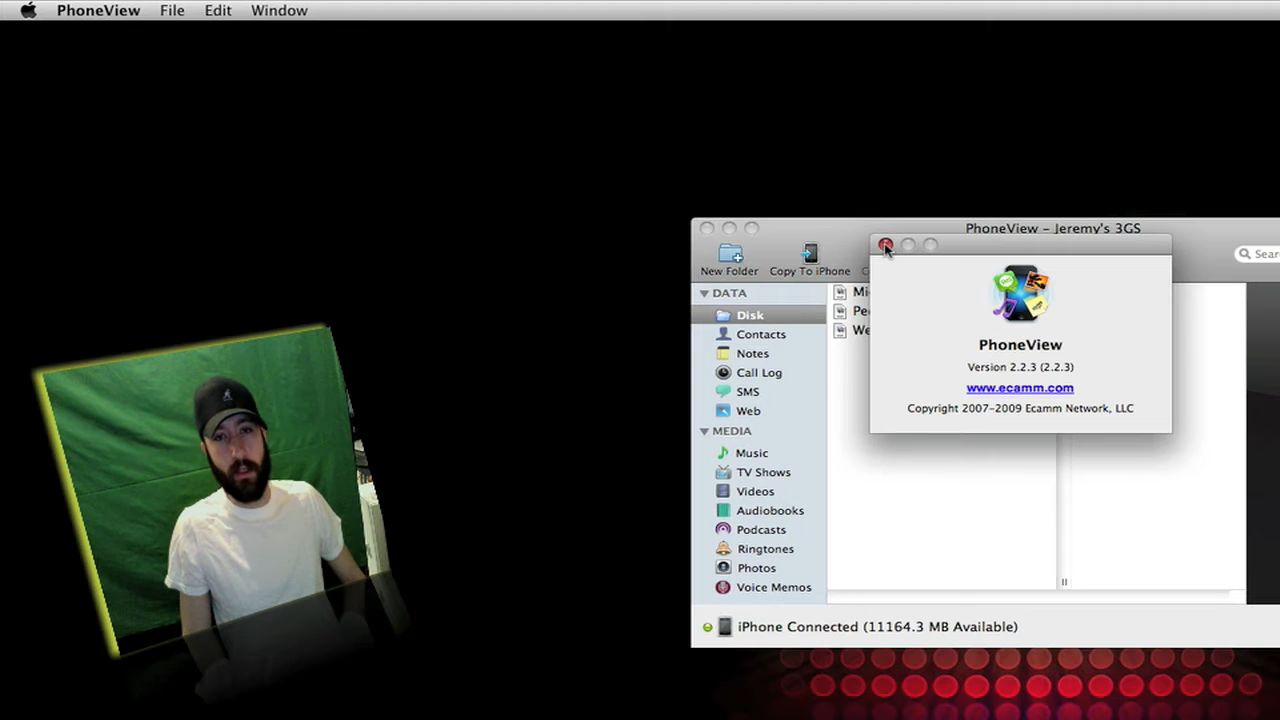 PhoneView File Edit Window
PhoneView - Jeremy's 3GS
New Folder Copy To iPhone
DATA
Disk
Contacts
Notes
Call Log
SMS
Web
MEDIA
Music
TV Shows
Videos
Audiobooks
Podcasts
Ringtones
Photos
Voice Memos
PhoneView
Version 2.2.3 (2.2.3)
www.ecamm.com
Copyright 2007-2009 Ecamm Network, LLC
iPhone Connected (11164.3 MB Available)